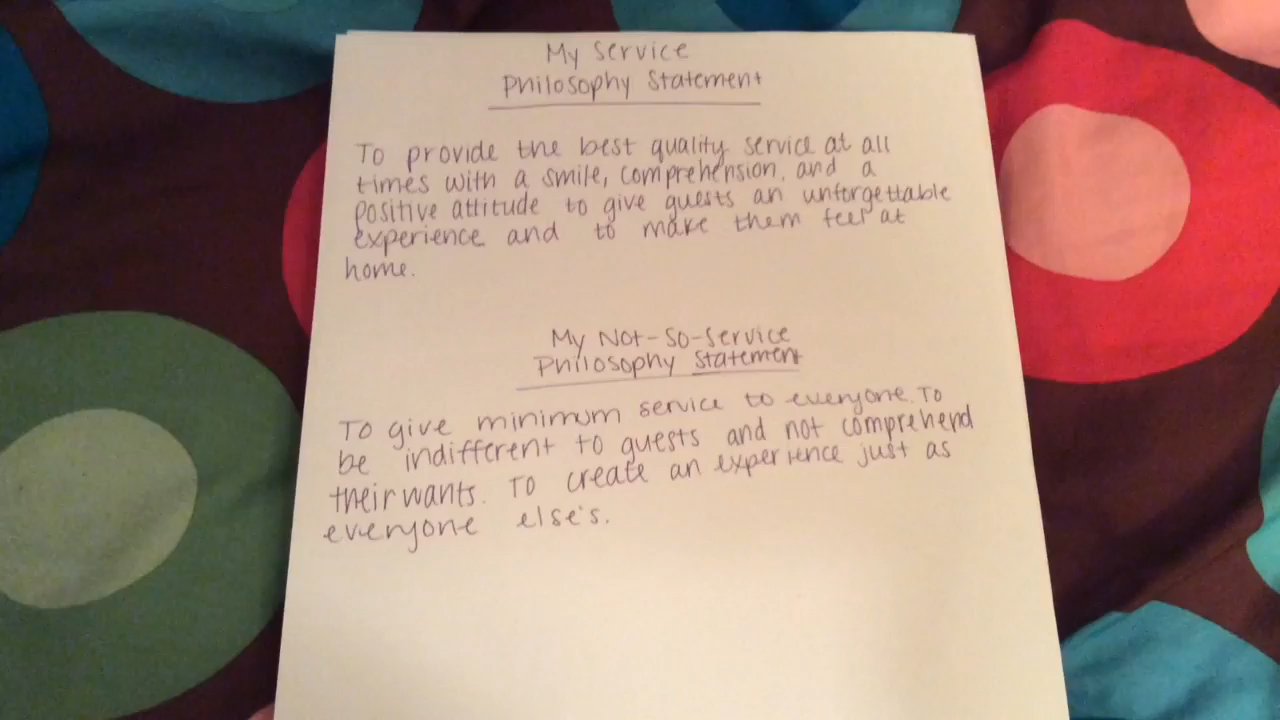 My Service
Philosophy Statement
To provide the best quality service at all
times with a smile, comprehension, and a
positive attitude to give guests an unforgettable
experience and to make them feel at
home.
My Not-So-Service
Philosophy Statement
To give minimum service to everyone. To
be indifferent to guests and not comprehend
their wants. To create an experience just as
everyone else's.